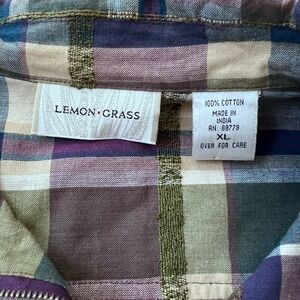 LEMON • GRASS
100% COTTON
MADE IN
INDIA
RN 89779
XL
OVER FOR CARE